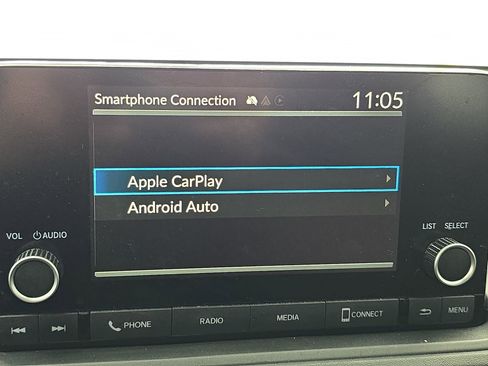 Smartphone Connection 11:05
Apple CarPlay
Android Auto
VOL AUDIO
LIST SELECT
PHONE RADIO MEDIA CONNECT MENU